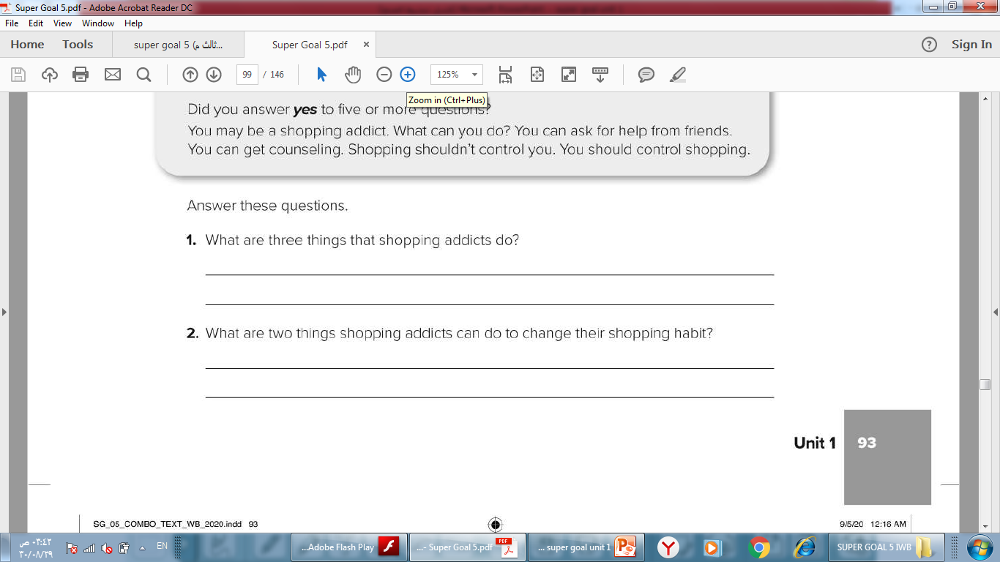 Super Goal 5.pdf - Adobe Acrobat Reader DC
File Edit View Window Help
Home Tools super goal 5 (ثالث م... Super Goal 5.pdf × ? Sign In
99 / 146 125%
Zoom in (Ctrl+Plus)
Did you answer yes to five or more questions?
You may be a shopping addict. What can you do? You can ask for help from friends.
You can get counseling. Shopping shouldn't control you. You should control shopping.
Answer these questions.
1. What are three things that shopping addicts do?
2. What are two things shopping addicts can do to change their shopping habit?
Unit 1 93
SG_05_COMBO_TEXT_WB_2020.indd 93 9/5/20 12:16 AM
٠٣:٤٢ ص
٣٠/٠٨/٢٩
EN
...Adobe Flash Play
...- Super Goal 5.pdf
PDF
... super goal unit 1
SUPER GOAL 5 IWB